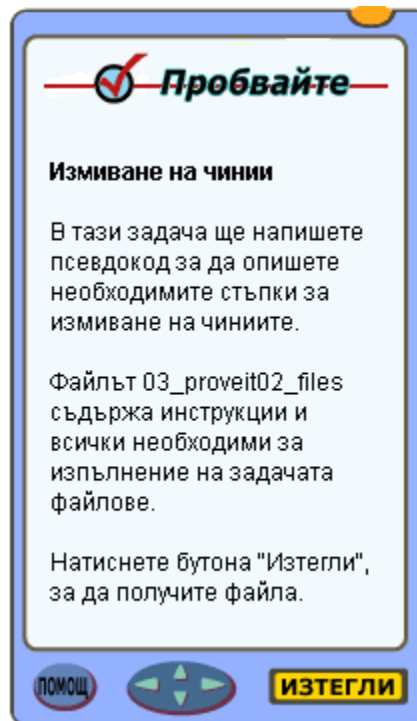 Пробвайте
Измиване на чинии
В тази задача ще напишете
псевдокод за да опишете
необходимите стъпки за
измиване на чиниите.
Файлът 03_proveit02_files
съдържа инструкции и
всички необходими за
изпълнение на задачата
файлове.
Натиснете бутона "Изтегли",
за да получите файла.
ПОМОЩ
ИЗТЕГЛИ